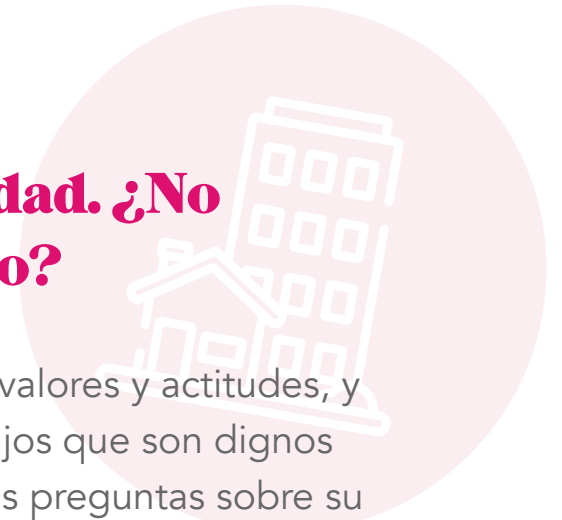 dad. ¿No
o?
valores y actitudes, y
jos que son dignos
s preguntas sobre su